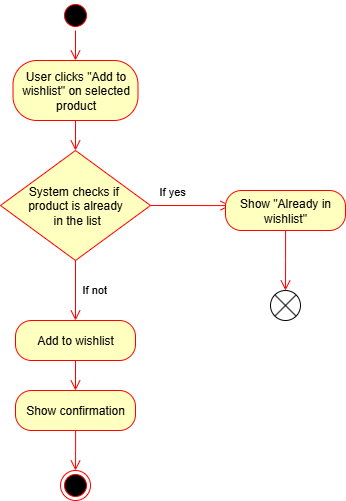 User clicks "Add to
wishlist" on selected
product
System checks if
product is already
in the list
If yes
Show "Already in
wishlist"
If not
Add to wishlist
Show confirmation